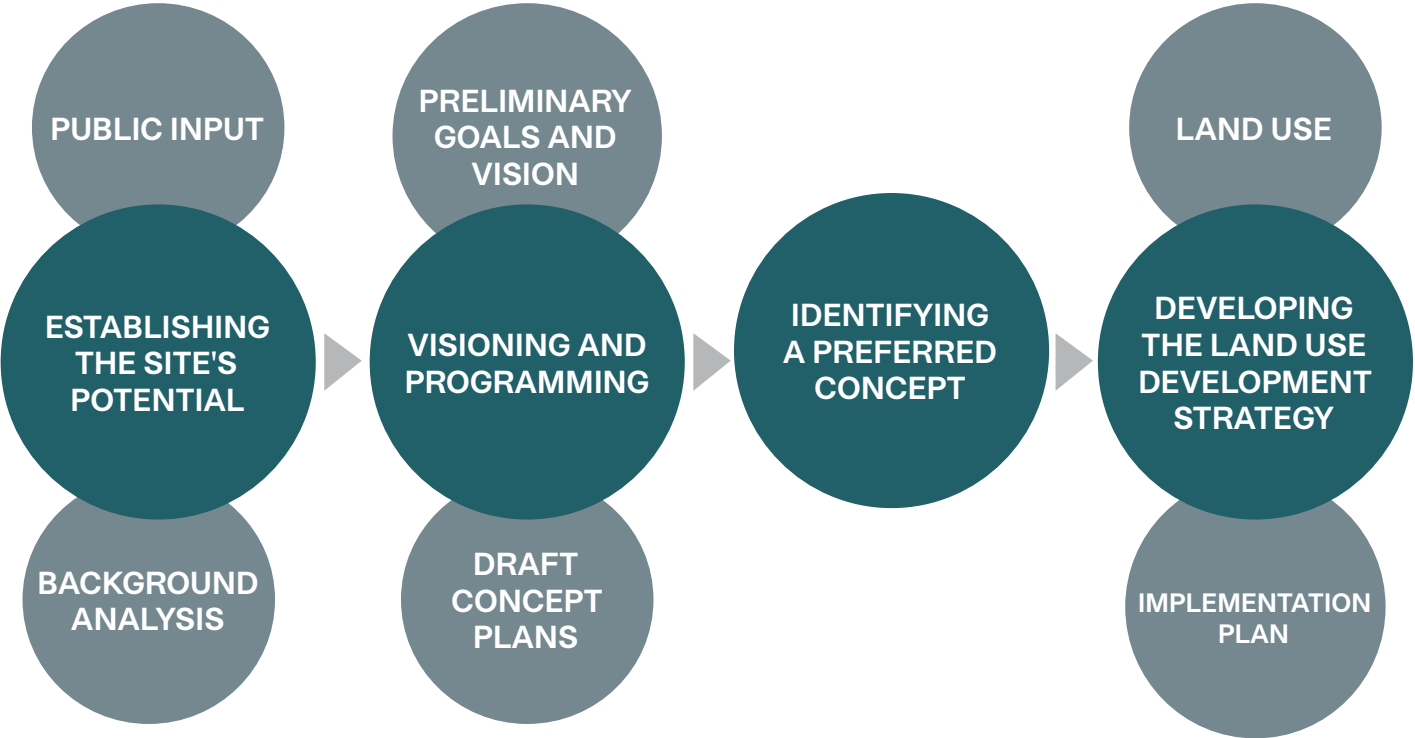 PUBLIC INPUT
ESTABLISHING
THE SITE'S
POTENTIAL
BACKGROUND
ANALYSIS
PRELIMINARY
GOALS AND
VISION
VISIONING AND
PROGRAMMING
DRAFT
CONCEPT
PLANS
IDENTIFYING
A PREFERRED
CONCEPT
LAND USE
DEVELOPING
THE LAND USE
DEVELOPMENT
STRATEGY
IMPLEMENTATION
PLAN